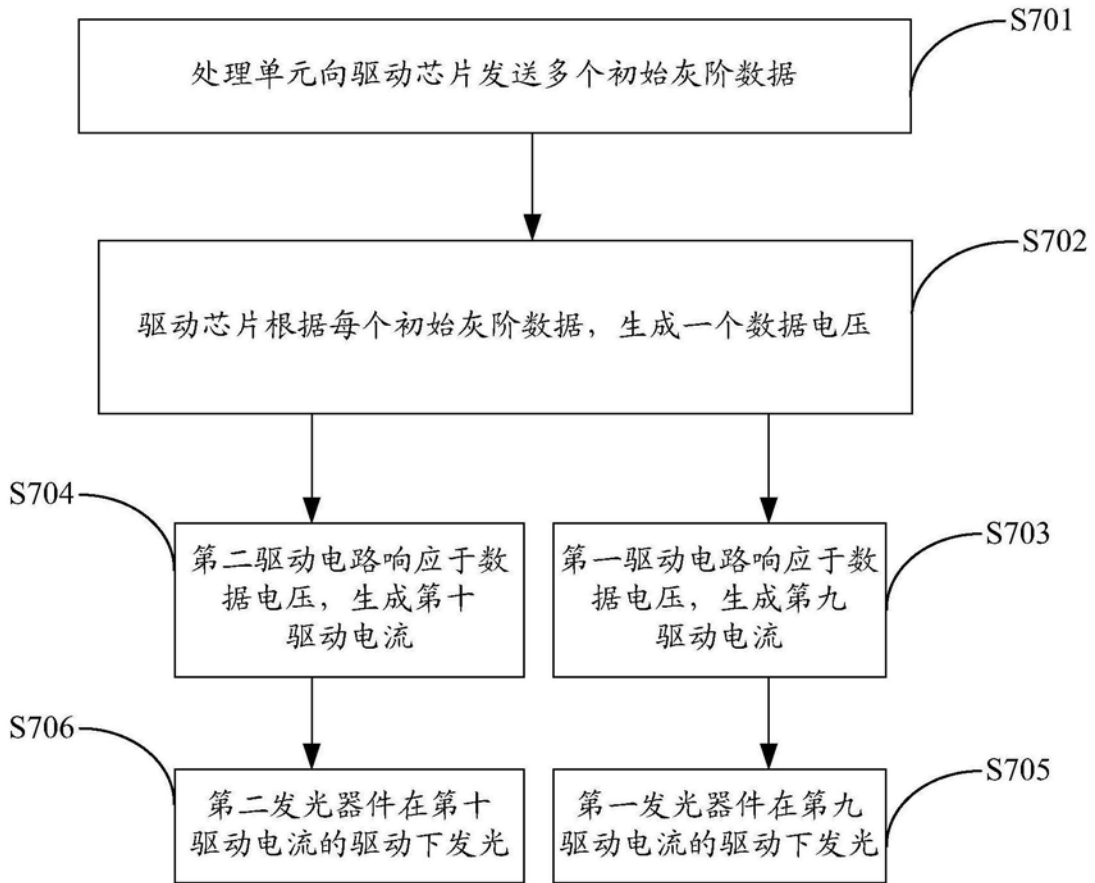 S701
处理单元向驱动芯片发送多个初始灰阶数据
S702
驱动芯片根据每个初始灰阶数据，生成一个数据电压
S704
第二驱动电路响应于数
据电压，生成第十
驱动电流
第一驱动电路响应于数
据电压，生成第九
驱动电流
S703
S706
第二发光器件在第十
驱动电流的驱动下发光
第一发光器件在第九
驱动电流的驱动下发光
S705